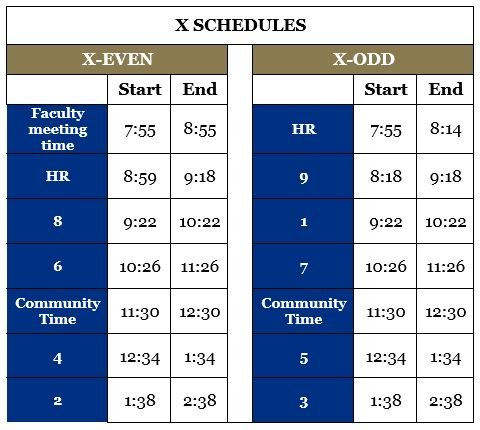 X SCHEDULES
X-EVEN X-ODD
Start End Start End
Faculty
meeting
time 7:55 8:55 HR 7:55 8:14
HR 8:59 9:18 9 8:18 9:18
8 9:22 10:22 1 9:22 10:22
6 10:26 11:26 7 10:26 11:26
Community
Time 11:30 12:30 Community
Time 11:30 12:30
4 12:34 1:34 5 12:34 1:34
2 1:38 2:38 3 1:38 2:38